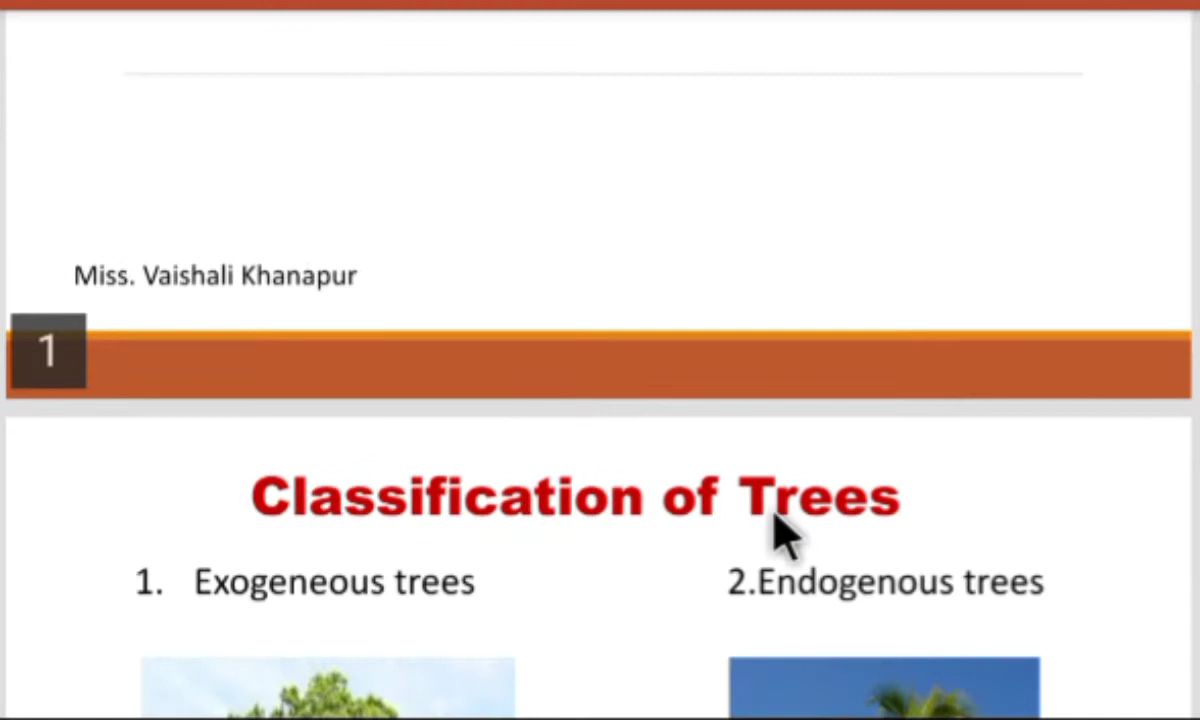 Miss. Vaishali Khanapur
1
Classification of Trees
1. Exogeneous trees
2.Endogenous trees